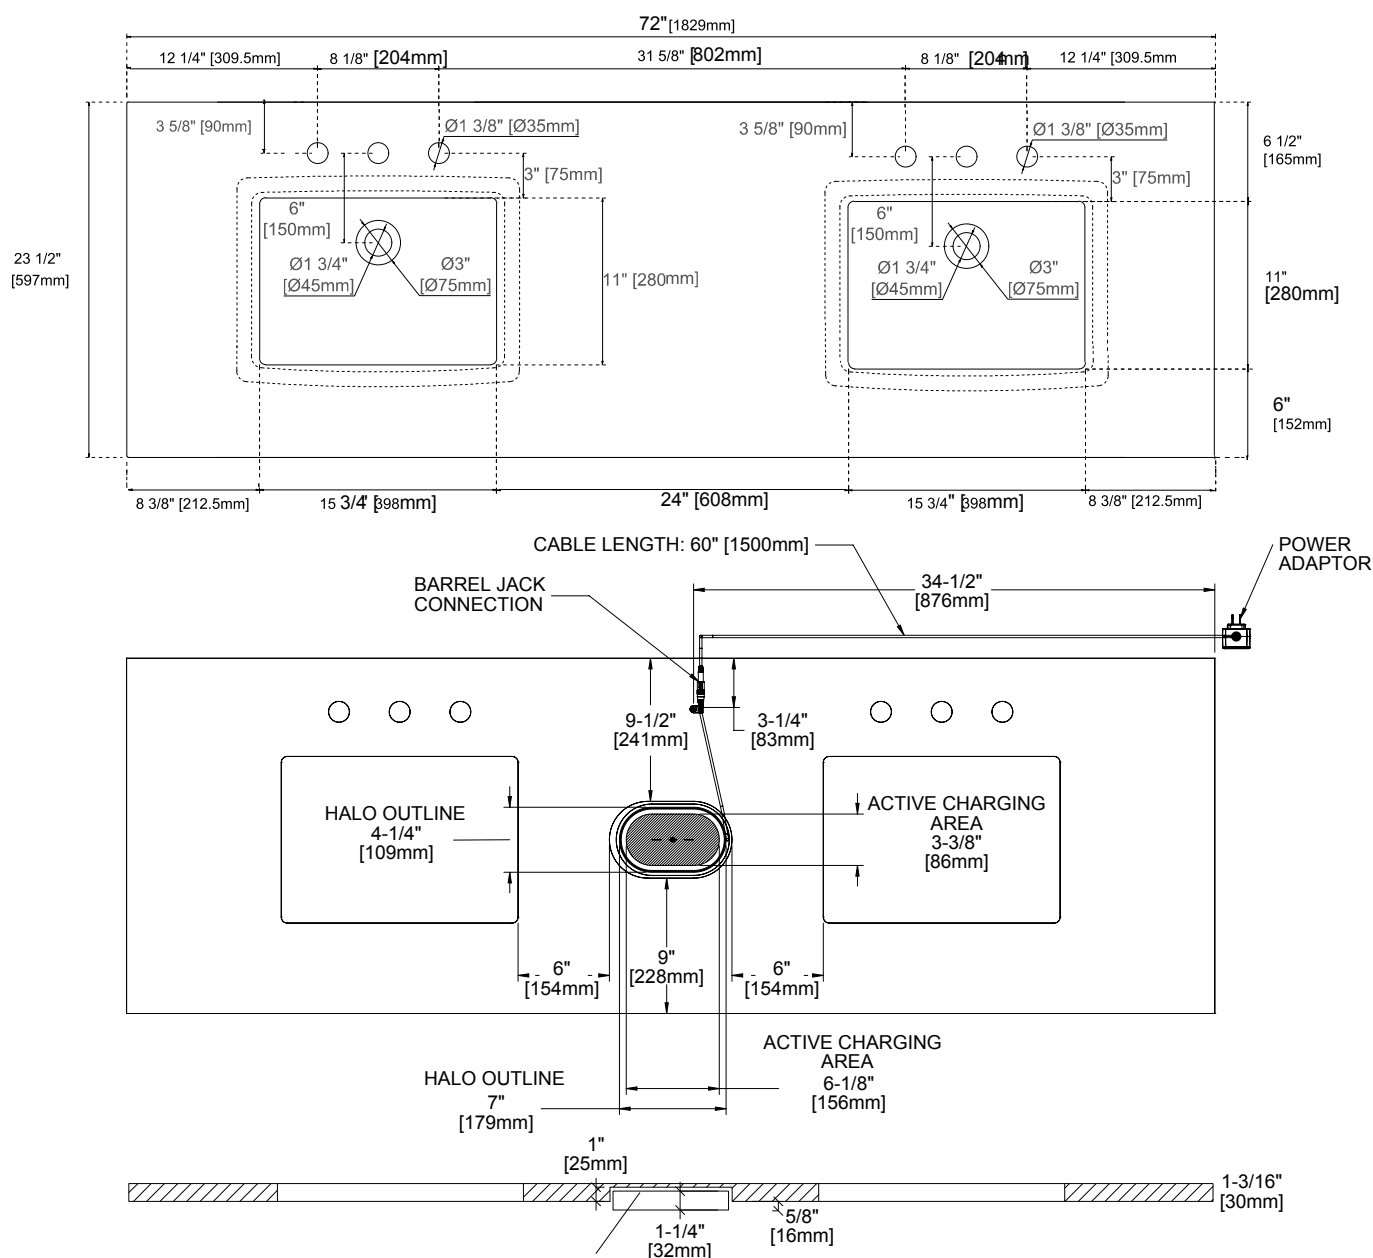 72" [1829mm]
12 1/4" [309.5mm]
8 1/8" [204mm]
31 5/8" [802mm]
8 1/8" [204mm]
12 1/4" [309.5mm
3 5/8" [90mm]
Ø1 3/8" [Ø35mm]
3 5/8" [90mm]
Ø1 3/8" [Ø35mm]
6 1/2"
[165mm]
3" [75mm]
3" [75mm]
6"
[150mm]
6"
[150mm]
23 1/2"
[597mm]
Ø1 3/4"
[Ø45mm]
Ø3"
[Ø75mm]
11" [280mm]
Ø1 3/4"
[Ø45mm]
Ø3"
[Ø75mm]
11"
[280mm]
6"
[152mm]
8 3/8" [212.5mm]
15 3/4" [398mm]
24" [608mm]
15 3/4" [398mm]
8 3/8" [212.5mm]
CABLE LENGTH: 60" [1500mm]
POWER
ADAPTOR
BARREL JACK
CONNECTION
34-1/2"
[876mm]
9-1/2"
[241mm]
3-1/4"
[83mm]
HALO OUTLINE
4-1/4"
[109mm]
ACTIVE CHARGING
AREA
3-3/8"
[86mm]
6"
[154mm]
9"
[228mm]
6"
[154mm]
ACTIVE CHARGING
AREA
6-1/8"
[156mm]
HALO OUTLINE
7"
[179mm]
1"
[25mm]
1-3/16"
[30mm]
5/8"
[16mm]
1-1/4"
[32mm]